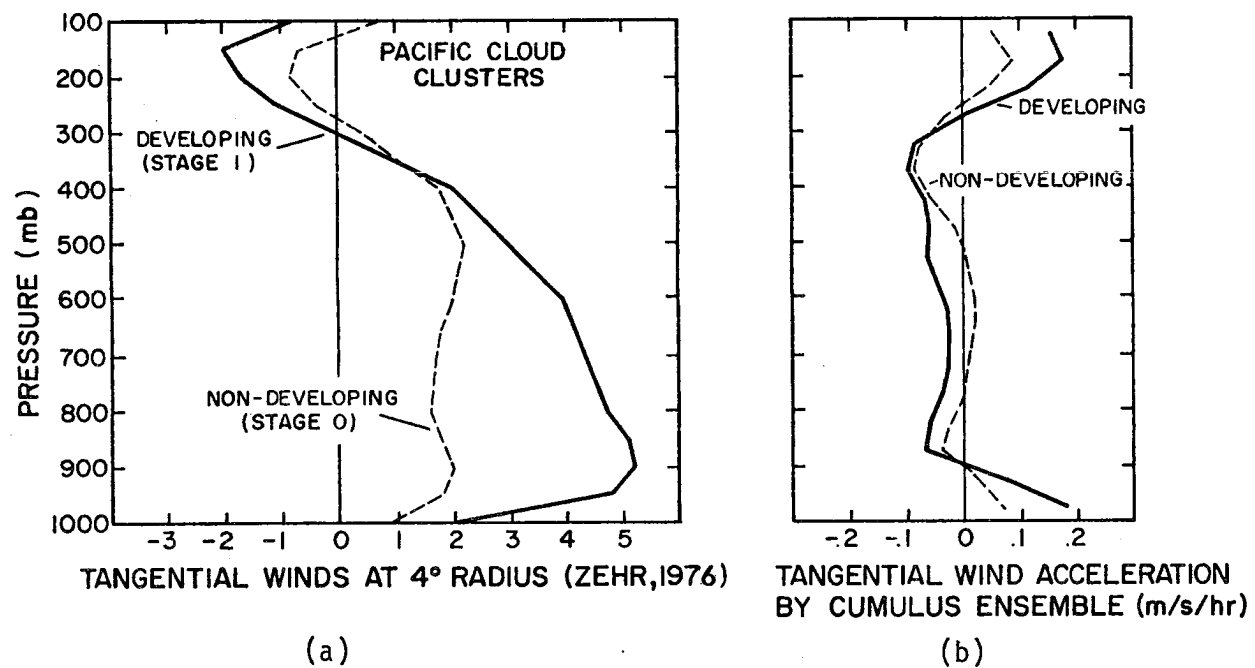 PACIFIC CLOUD
CLUSTERS
DEVELOPING
(STAGE 1)
NON-DEVELOPING
(STAGE 0)
PRESSURE (mb)
100
200
300
400
500
600
700
800
900
1000
-3 -2 -1 0 1 2 3 4 5
TANGENTIAL WINDS AT 4° RADIUS (ZEHR,1976)
(a)
DEVELOPING
NON-DEVELOPING
-.2 -.1 0 .1 .2
TANGENTIAL WIND ACCELERATION
BY CUMULUS ENSEMBLE (m/s/hr)
(b)